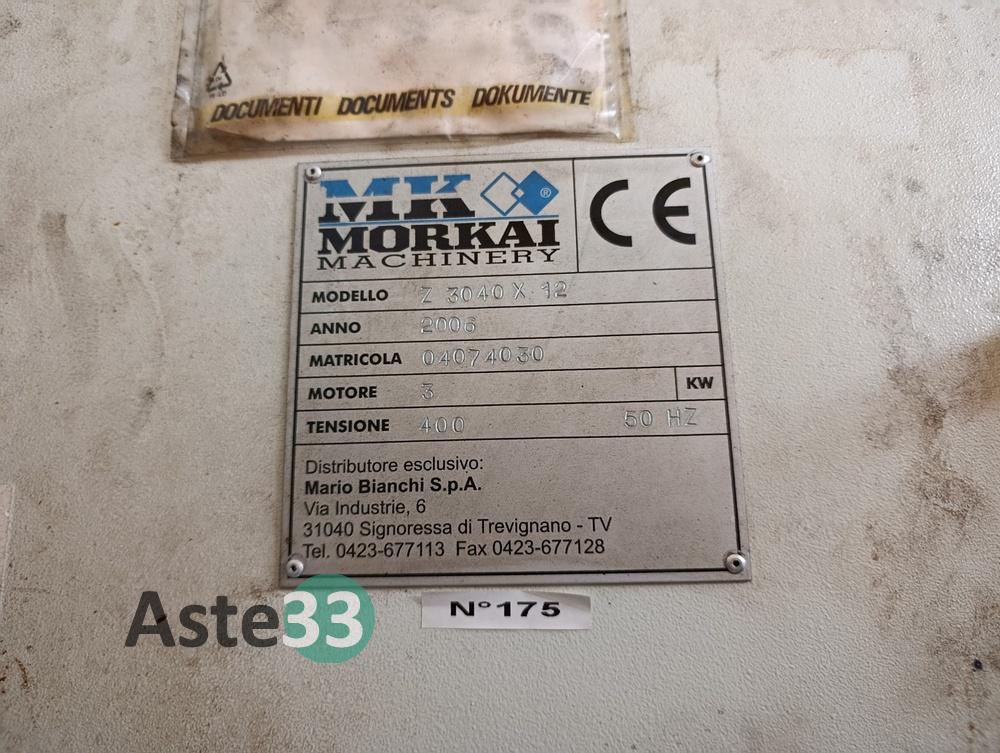 DOCUMENTI DOCUMENTS DOKUMENTE
MK ®
MORKAI
MACHINERY
CE
MODELLO Z 3040 X 12
ANNO 2006
MATRICOLA 04074030
MOTORE 3 KW
TENSIONE 400 50 HZ
Distributore esclusivo:
Mario Bianchi S.p.A.
Via Industrie, 6
31040 Signoressa di Trevignano - TV
Tel. 0423-677113 Fax 0423-677128
N°175
Aste33